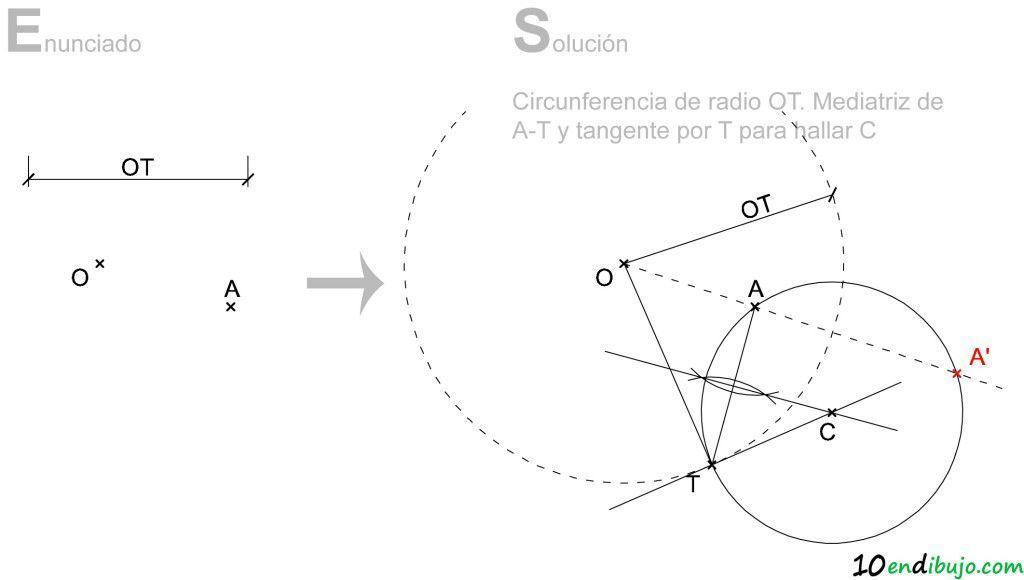 Enunciado
Solución
Circunferencia de radio OT. Mediatriz de
A-T y tangente por T para hallar C
OT
O
A
OT
O
A
A'
C
T
10endibujo.com